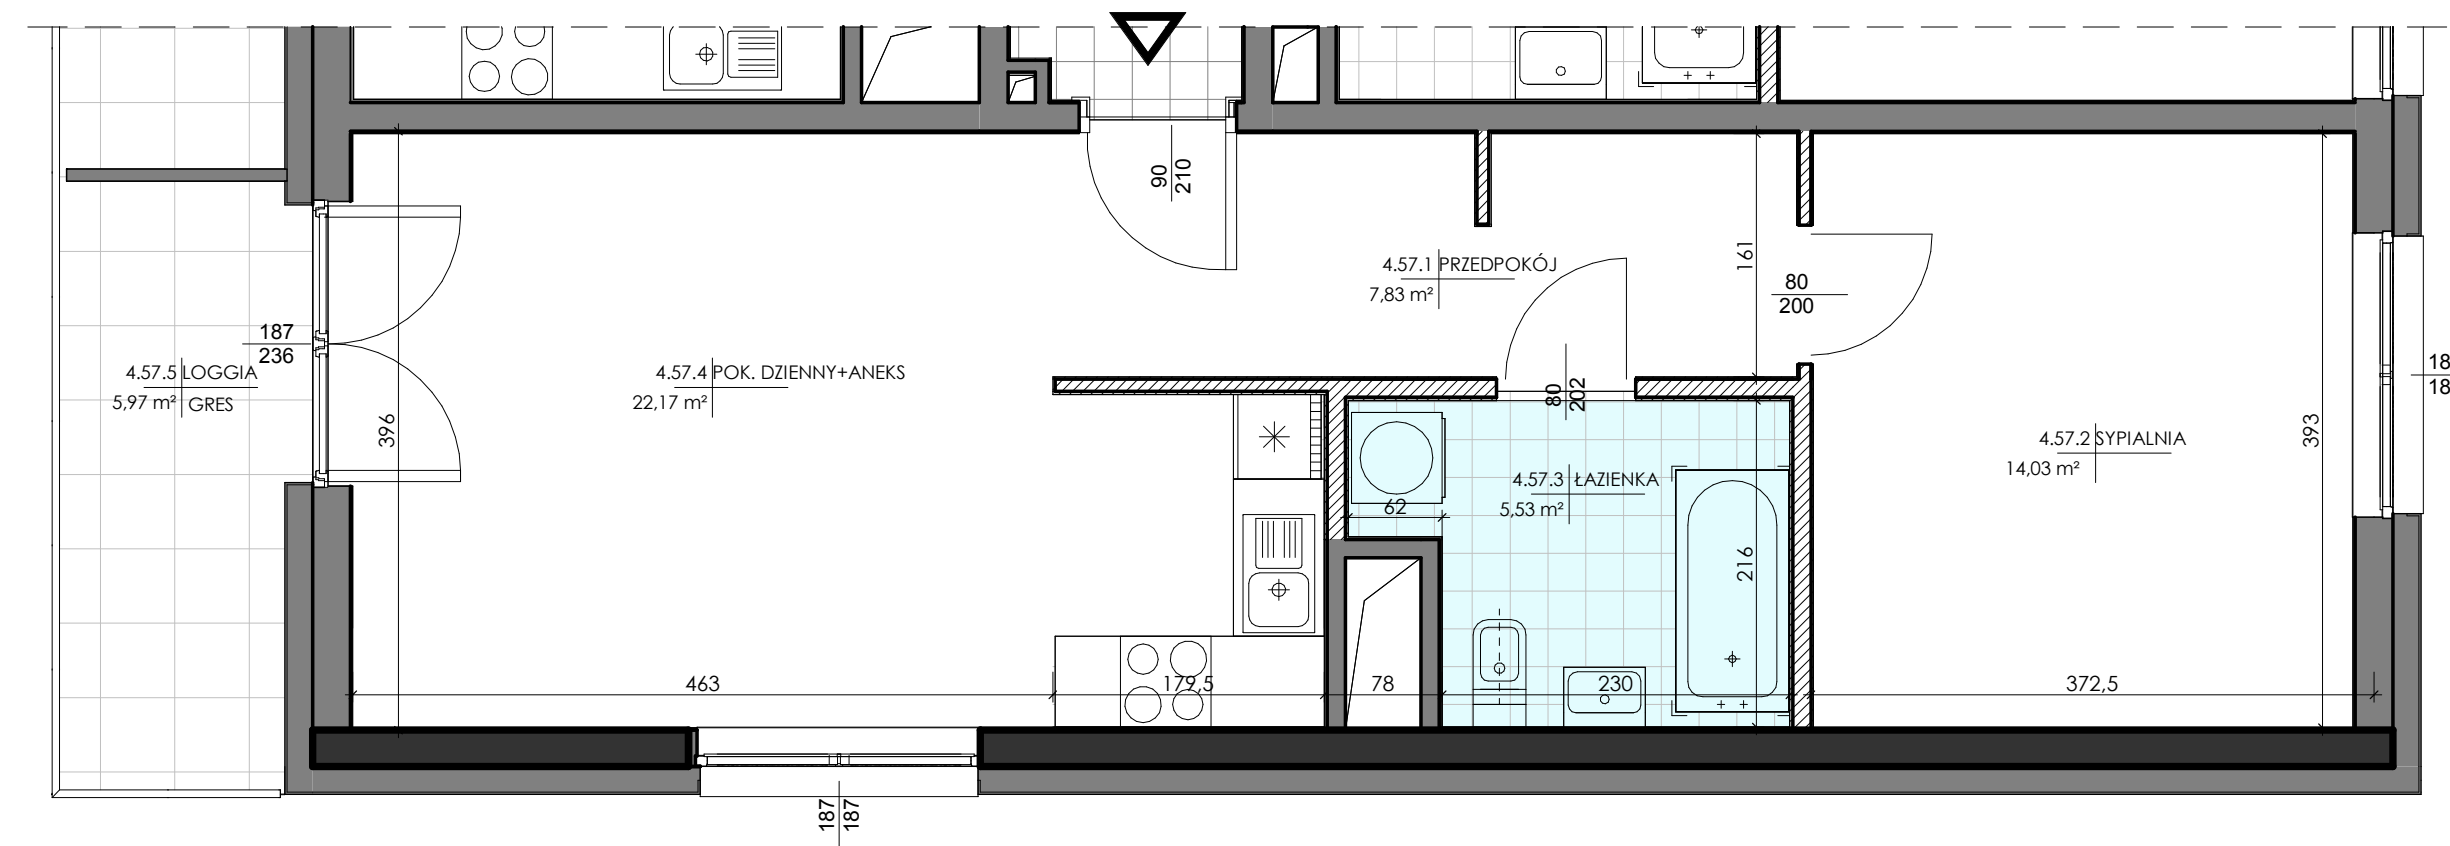 90
210
4.57.1 PRZEDPOKÓJ
7,83 m²
161
80
200
187
236
4.57.5 LOGGIA
5,97 m² GRES
4.57.4 POK. DZIENNY+ANEKS
22,17 m²
396
80
202
18
18
393
4.57.2 SYPIALNIA
14,03 m²
4.57.3 ŁAZIENKA
5,53 m²
62
216
463
179,5
78
230
372,5
187
187